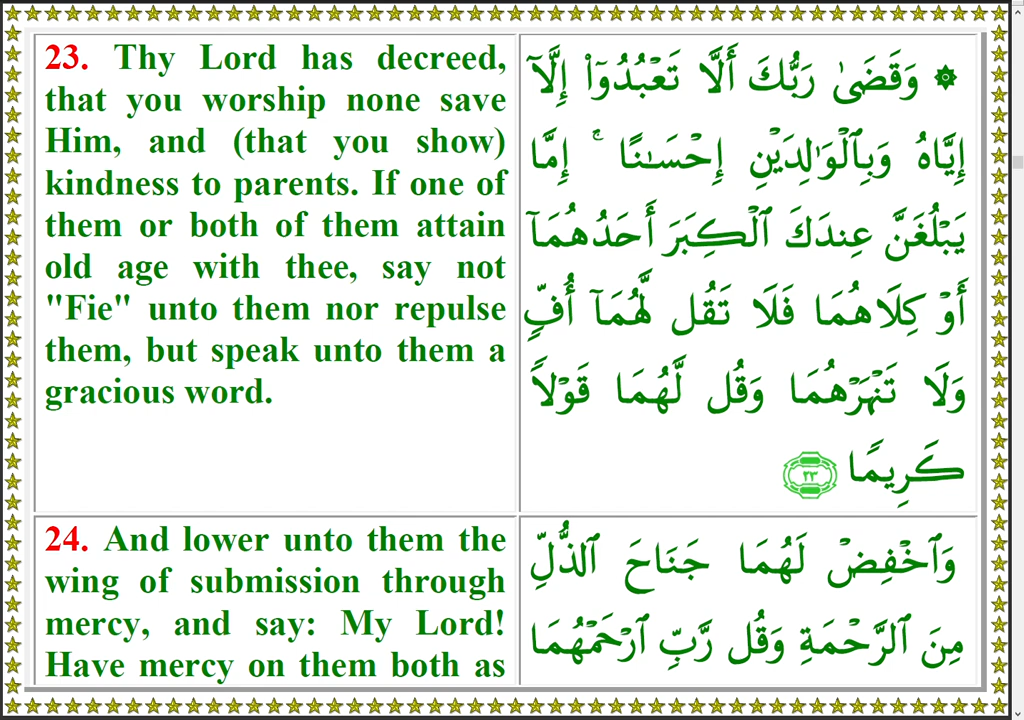 23. Thy Lord has decreed,
that you worship none save
Him, and (that you show)
kindness to parents. If one of
them or both of them attain
old age with thee, say not
"Fie" unto them nor repulse
them, but speak unto them a
gracious word.
۞ وَقَضَىٰ رَبُّكَ أَلَّا تَعْبُدُوٓا۟ إِلَّآ
إِيَّاهُ وَبِٱلْوَٰلِدَيْنِ إِحْسَـٰنًا ۚ إِمَّا
يَبْلُغَنَّ عِندَكَ ٱلْكِبَرَ أَحَدُهُمَآ
أَوْ كِلَاهُمَا فَلَا تَقُل لَّهُمَآ أُفٍّ
وَلَا تَنْهَرْهُمَا وَقُل لَّهُمَا قَوْلًا
كَرِيمًا ٢٣
24. And lower unto them the
wing of submission through
mercy, and say: My Lord!
Have mercy on them both as
وَٱخْفِضْ لَهُمَا جَنَاحَ ٱلذُّلِّ
مِنَ ٱلرَّحْمَةِ وَقُل رَّبِّ ٱرْحَمْهُمَا